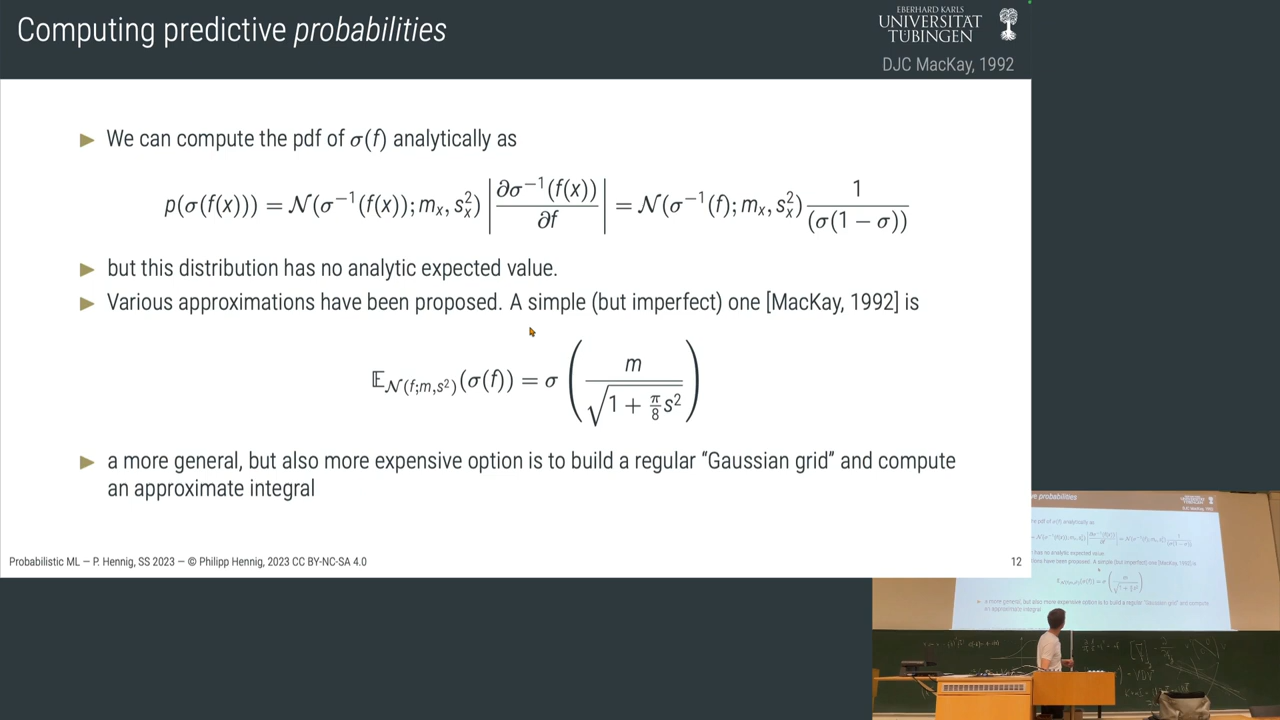 Computing predictive probabilities
EBERHARD KARLS
UNIVERSITÄT
TÜBINGEN
DJC MacKay, 1992
▶ We can compute the pdf of σ(f) analytically as
p(σ(f(x))) = 𝒩(σ⁻¹(f(x)); mₓ, sₓ²) |∂σ⁻¹(f(x))/∂f| = 𝒩(σ⁻¹(f); mₓ, sₓ²) 1/(σ(1 − σ))
▶ but this distribution has no analytic expected value.
▶ Various approximations have been proposed. A simple (but imperfect) one [MacKay, 1992] is
𝔼_𝒩(f;m,s²)(σ(f)) = σ(m/√(1 + π/8 s²))
▶ a more general, but also more expensive option is to build a regular “Gaussian grid” and compute
an approximate integral
Probabilistic ML — P. Hennig, SS 2023 — © Philipp Hennig, 2023 CC BY-NC-SA 4.0
12